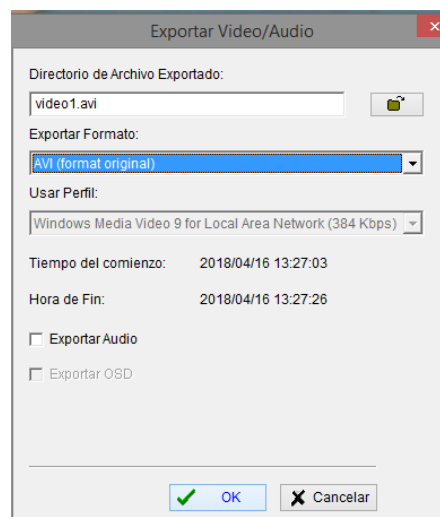 Exportar Video/Audio
Directorio de Archivo Exportado:
video1.avi
Exportar Formato:
AVI (format original)
Usar Perfil:
Windows Media Video 9 for Local Area Network (384 Kbps)
Tiempo del comienzo: 2018/04/16 13:27:03
Hora de Fin: 2018/04/16 13:27:26
Exportar Audio
Exportar OSD
OK Cancelar